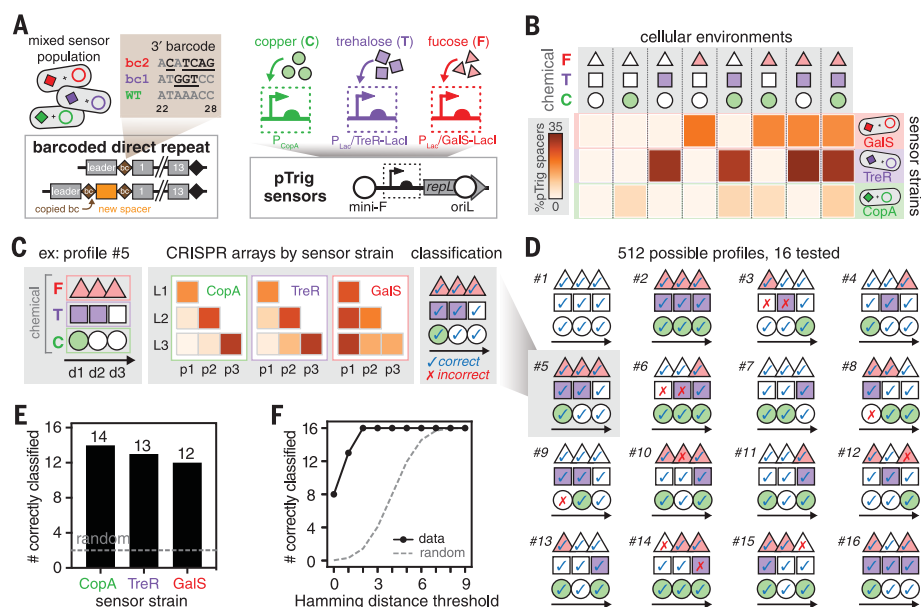 A
mixed sensor
population
3′ barcode
bc2 ACATCAG
bc1 ATGGTCC
WT ATAAACC
22 28
barcoded direct repeat
leader bc 1 13
leader bc bc 1 13
copied bc new spacer
copper (C) trehalose (T) fucose (F)
PCopA PLac/TreR-LacI PLac/GalS-LacI
pTrig
sensors
mini-F repL oriL
B
cellular environments
chemical
F
T
C
%pTrig spacers
35
0
GalS
TreR
CopA
sensor strains
C
ex: profile #5 CRISPR arrays by sensor strain classification
chemical
F
T
C
d1 d2 d3
L1
L2
L3
CopA TreR GalS
p1 p2 p3 p1 p2 p3 p1 p2 p3
✓correct
✗incorrect
D
512 possible profiles, 16 tested
#1 #2 #3 #4
#5 #6 #7 #8
#9 #10 #11 #12
#13 #14 #15 #16
E
# correctly classified
16
12
8
4
0
14 13 12
random
CopA TreR GalS
sensor strain
F
# correctly classified
16
12
8
4
0
data
random
0 3 6 9
Hamming distance threshold